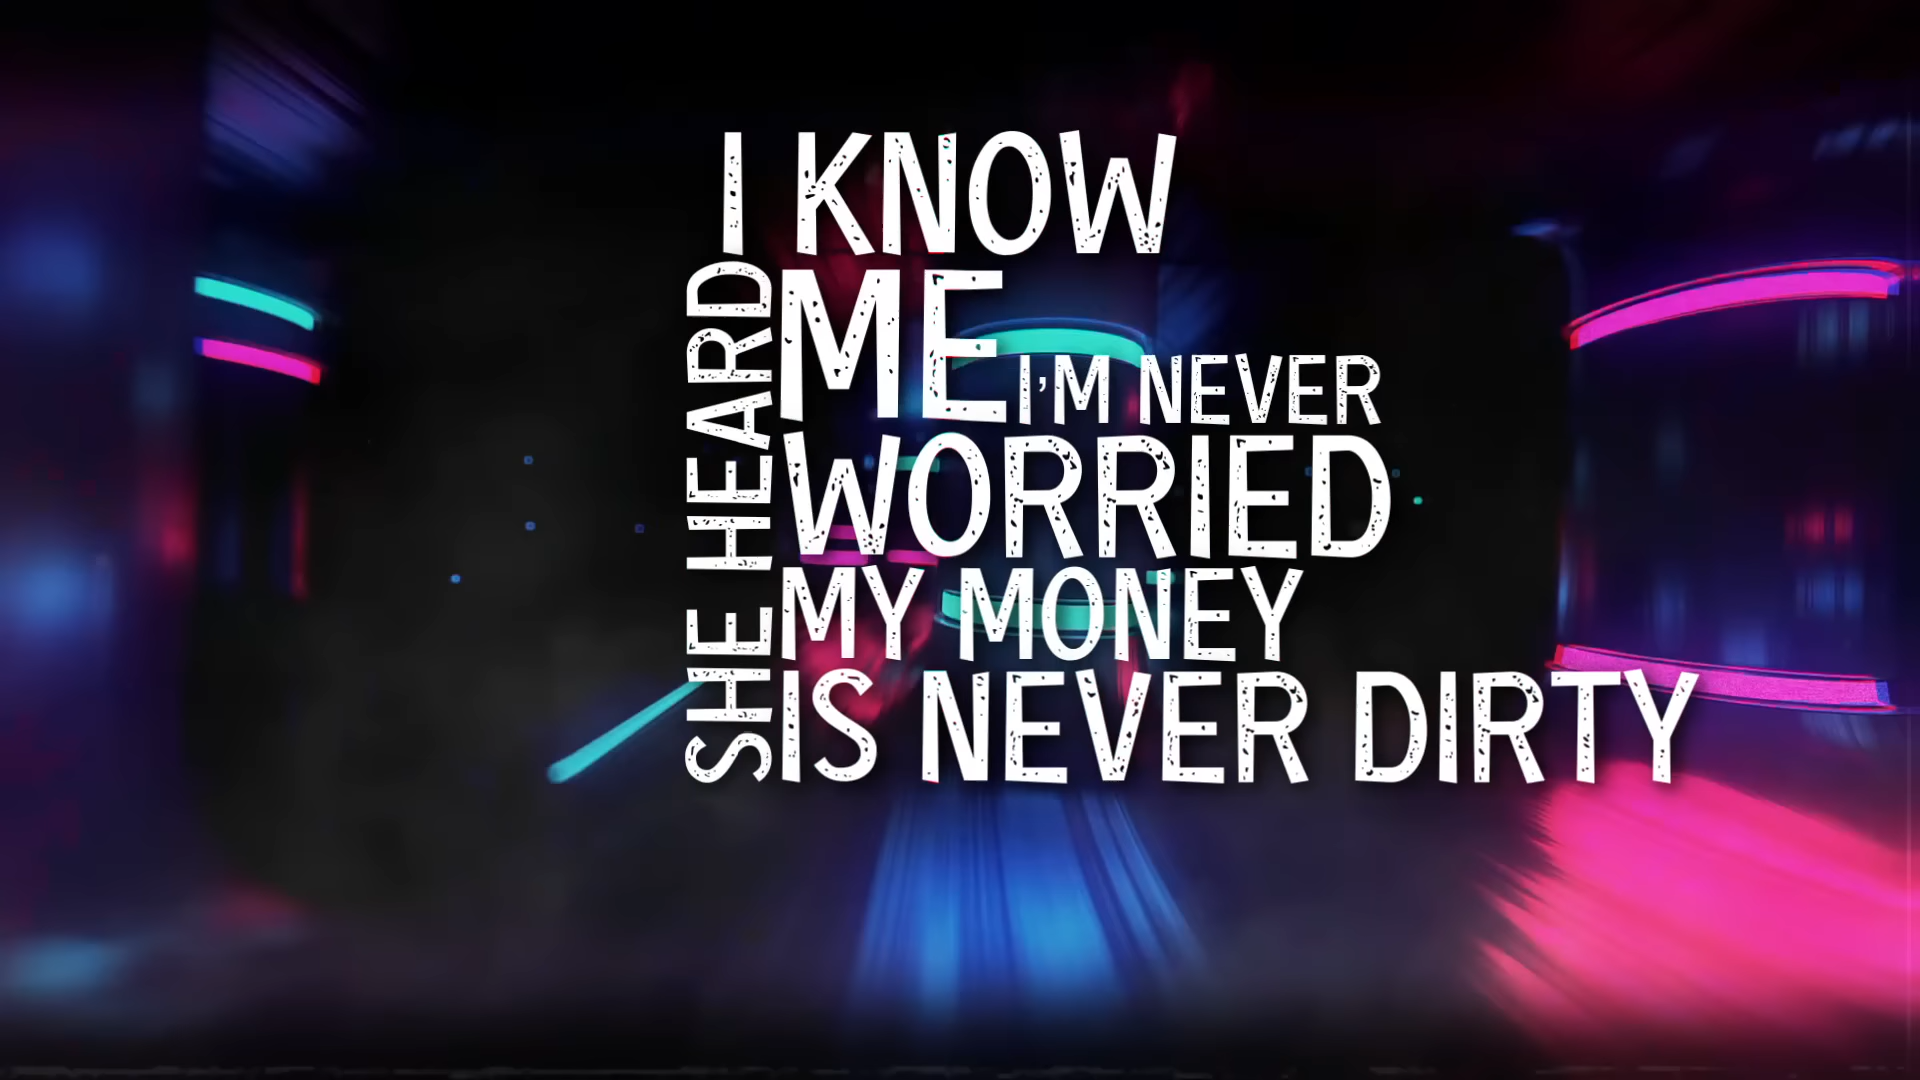 SHE HEARD
I KNOW
ME I'M NEVER
WORRIED
MY MONEY
IS NEVER DIRTY